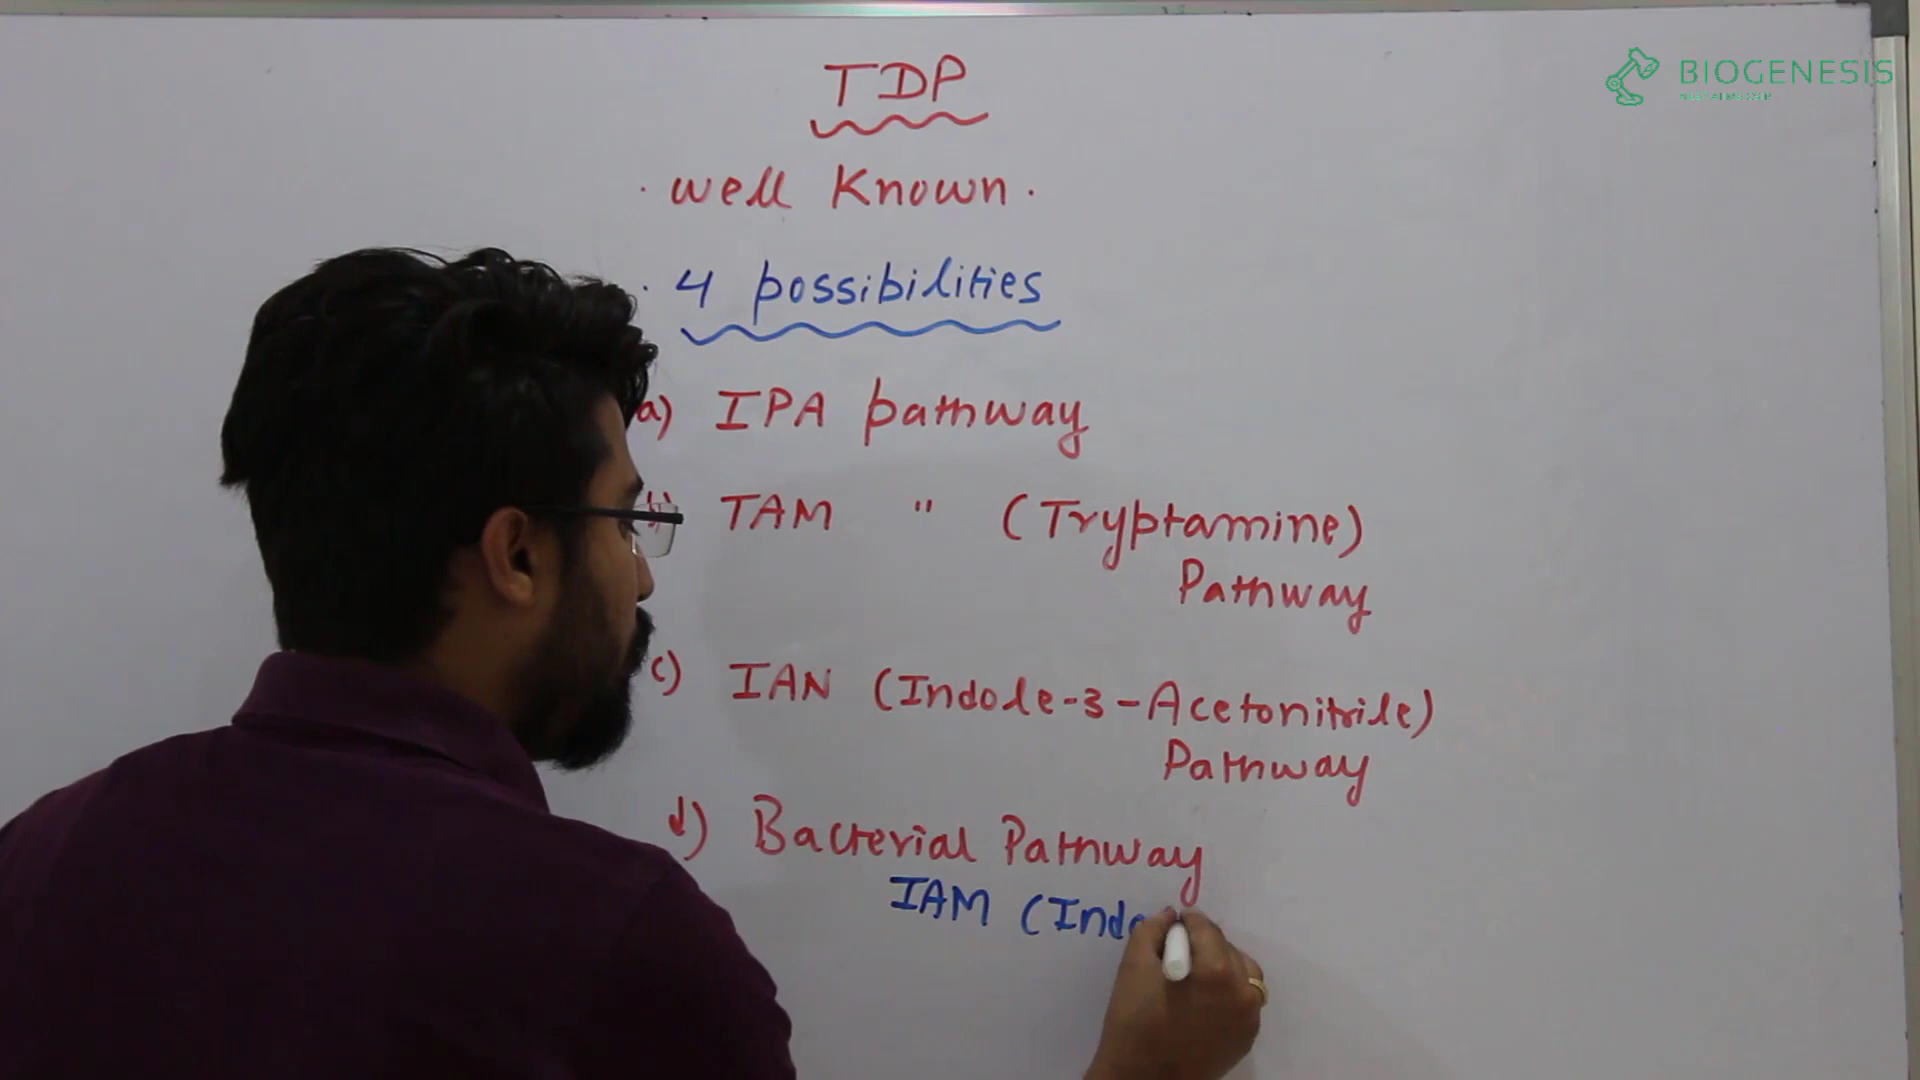 BIOGENESIS
TDP
· Well Known ·
· 4 possibilities
a) IPA pathway
b) TAM " (Tryptamine)
Pathway
c) IAN (Indole-3-Acetonitrile)
Pathway
d) Bacterial Pathway
IAM (Indo